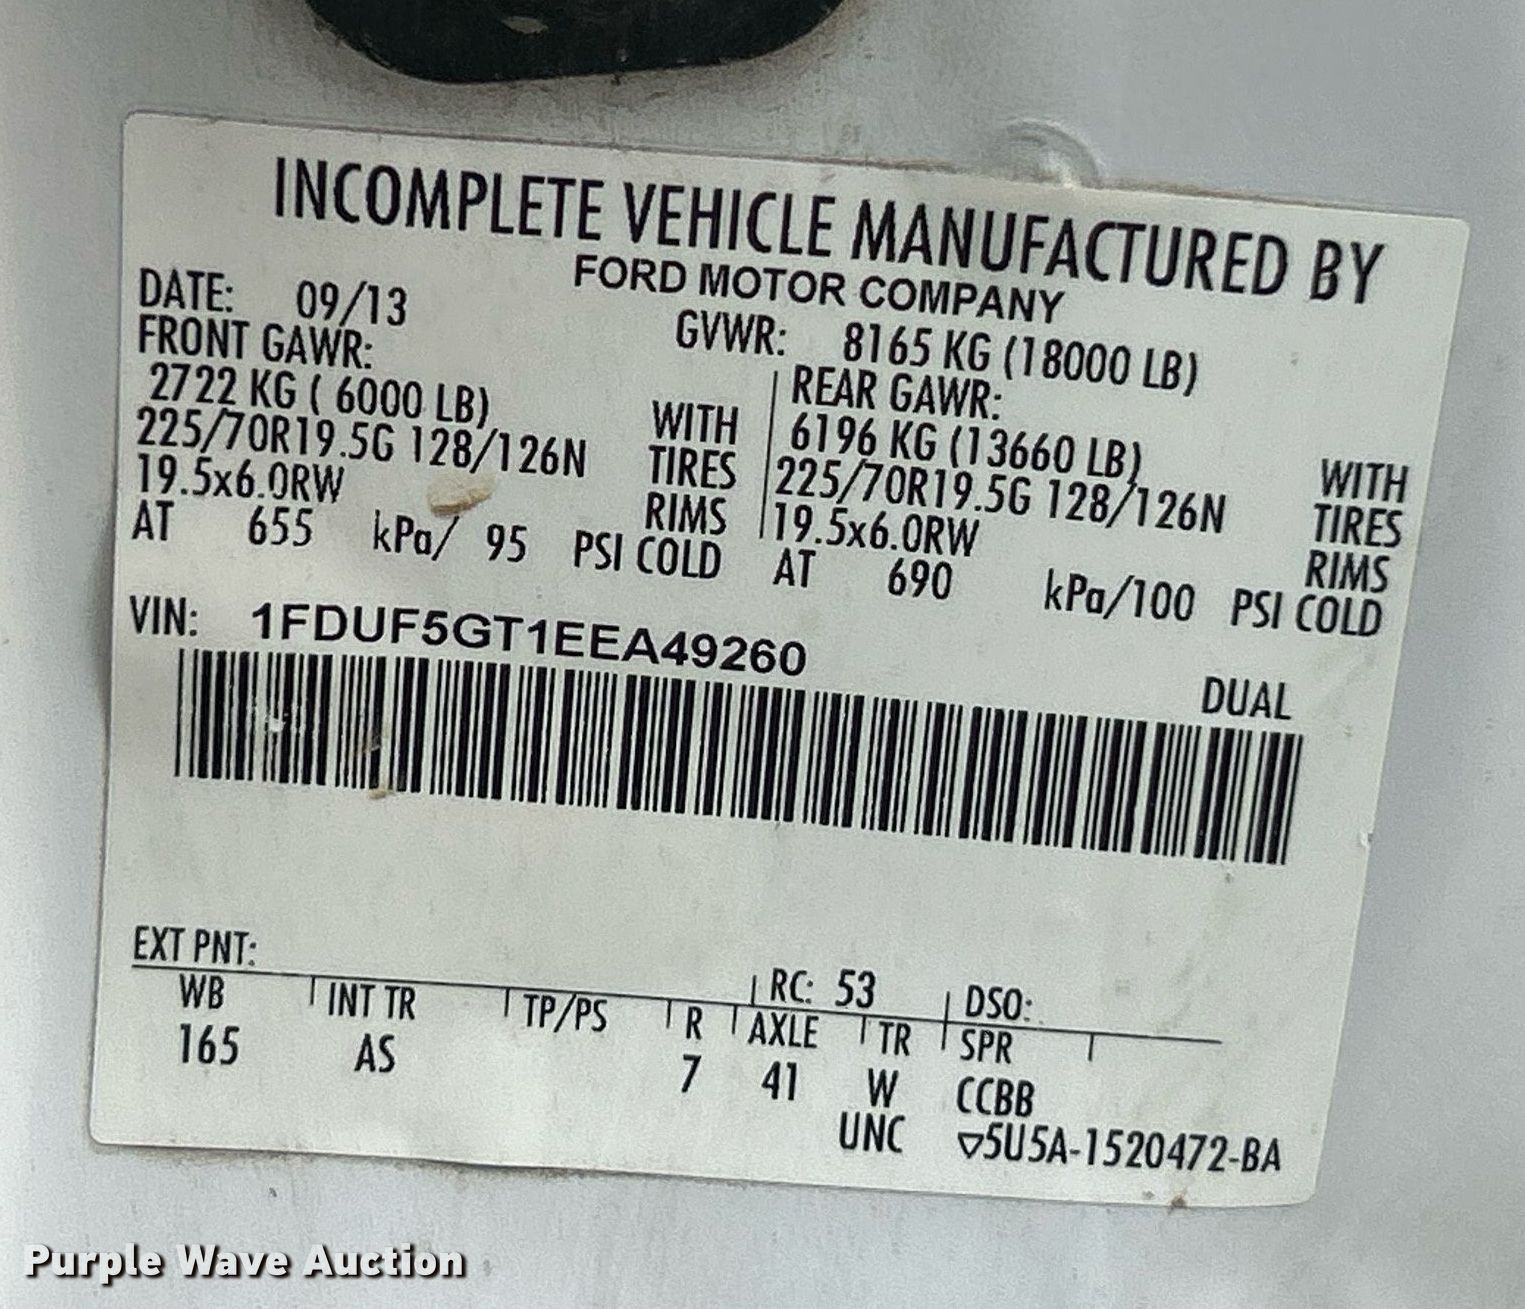 INCOMPLETE VEHICLE MANUFACTURED BY
FORD MOTOR COMPANY
DATE: 09/13
GVWR: 8165 KG (18000 LB)
FRONT GAWR:
2722 KG ( 6000 LB) WITH
225/70R19.5G 128/126N TIRES
19.5x6.0RW RIMS
AT 655 kPa/ 95 PSI COLD
REAR GAWR:
6196 KG (13660 LB) WITH
225/70R19.5G 128/126N TIRES
19.5x6.0RW RIMS
AT 690 kPa/100 PSI COLD
VIN: 1FDUF5GT1EEA49260
DUAL
EXT PNT: RC: 53 DSO:
WB INT TR TP/PS R AXLE TR SPR
165 AS 7 41 W CCBB
UNC ▽5U5A-1520472-BA
Purple Wave Auction